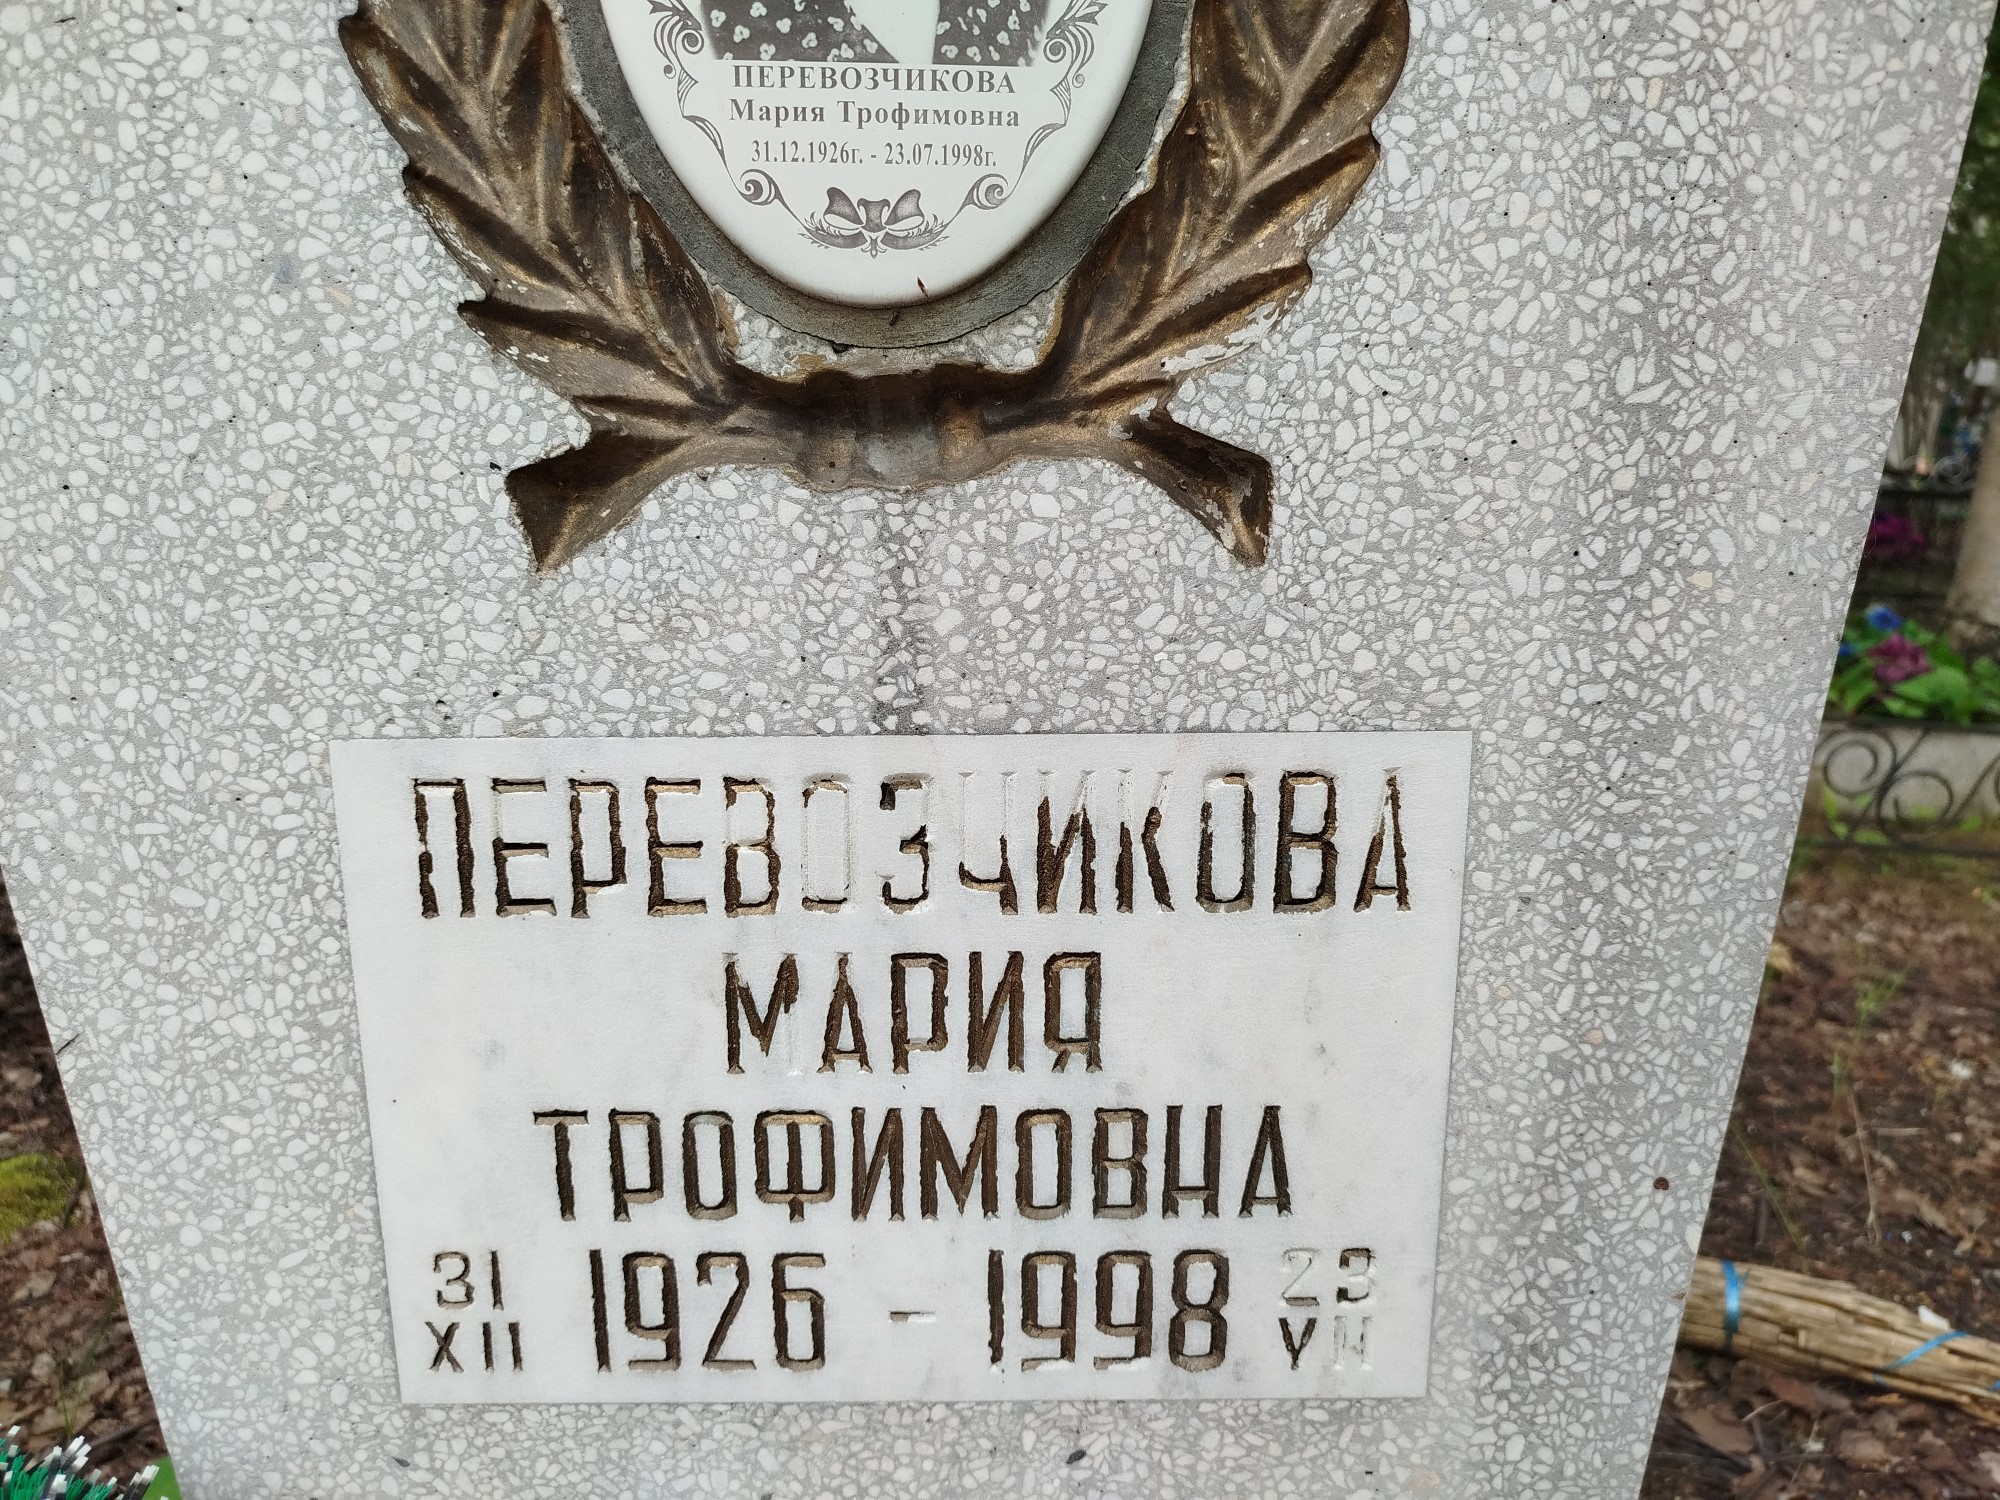 ПЕРЕВОЗЧИКОВА
Мария Трофимовна
31.12.1926г. - 23.07.1998г.
ПЕРЕВОЗЧИКОВА
МАРИЯ
ТРОФИМОВНА
31 XII 1926 - 1998 23 VII